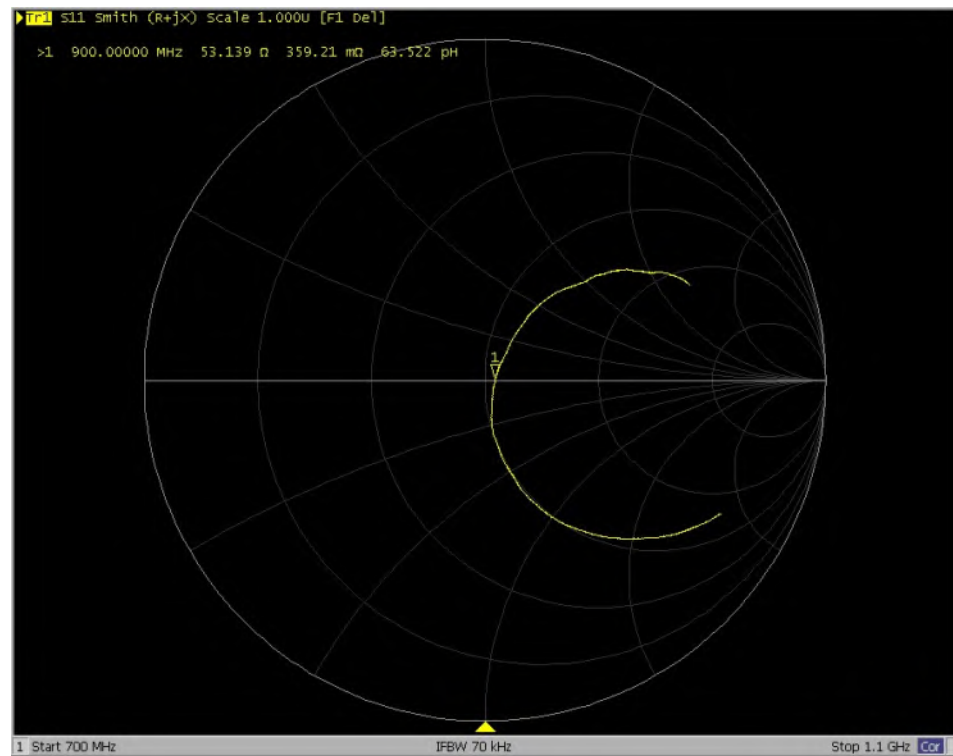 Tr1 S11 Smith (R+jX) Scale 1.000U [F1 Del]
>1 900.00000 MHz 53.139 Ω 359.21 mΩ 63.522 pH
1
1 Start 700 MHz IFBW 70 kHz Stop 1.1 GHz Cor